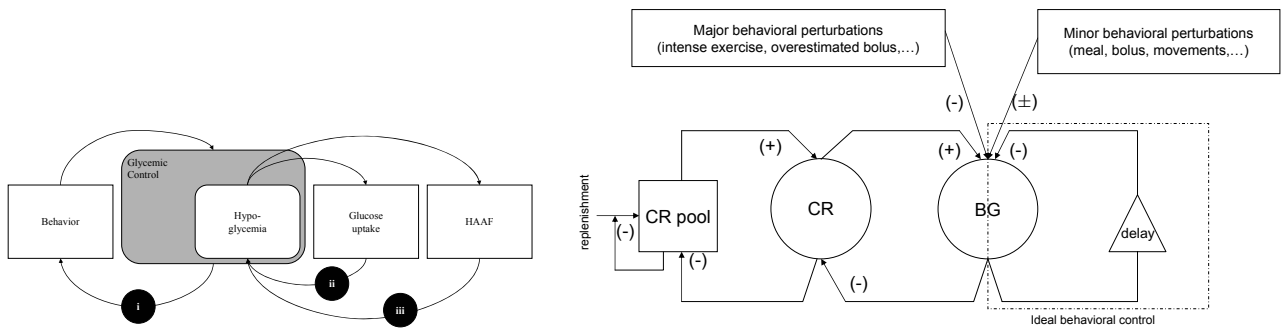 Glycemic
Control
Behavior
Hypo-
glycemia
Glucose
uptake
HAAF
i
ii
iii
Major behavioral perturbations
(intense exercise, overestimated bolus,...)
Minor behavioral perturbations
(meal, bolus, movements,...)
(-)
(±)
(+)
(+)
(-)
replenishment
(-)
CR pool
CR
BG
delay
(-)
(-)
Ideal behavioral control